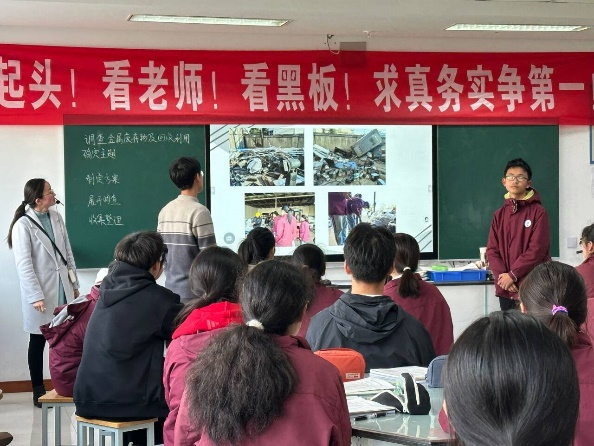 起头！看老师！看黑板！求真务实争第一
调查金属废弃物及回收利用
确定主题
制定方案
展开调查
收集整理